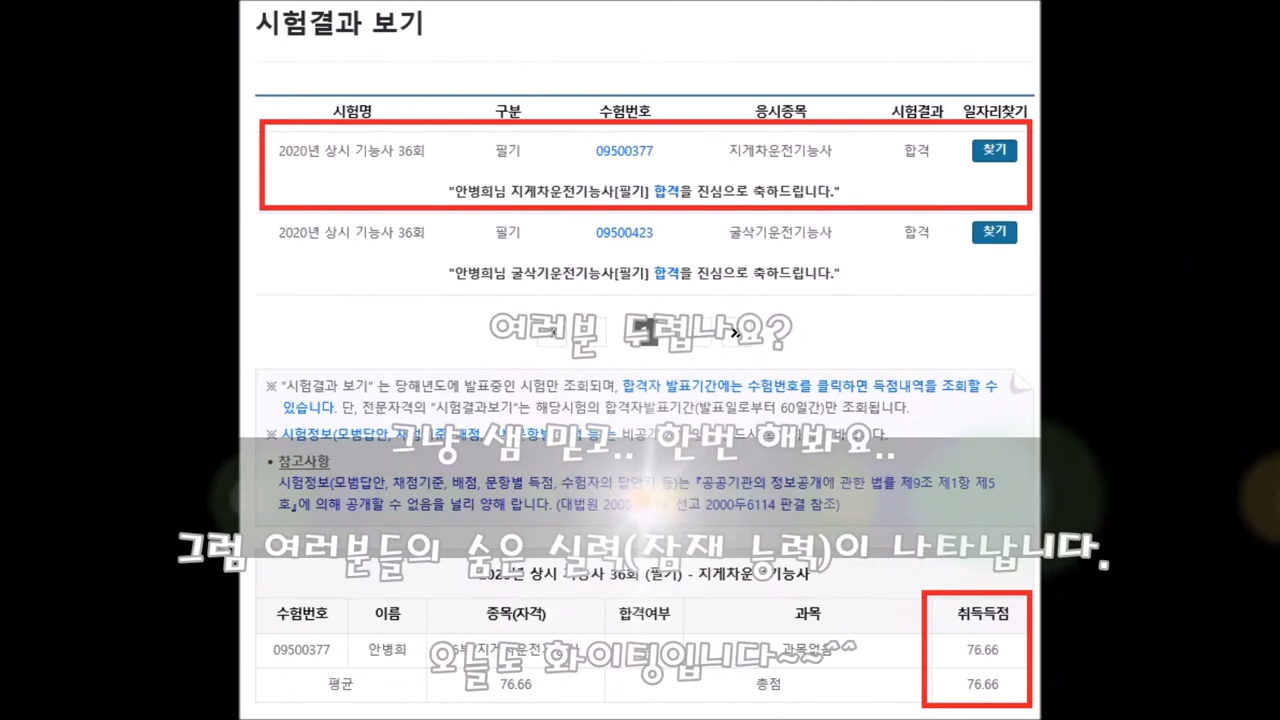 시험결과 보기
시험명 구분 수험번호 응시종목 시험결과 일자리찾기
2020년 상시 기능사 36회 필기 09500377 지게차운전기능사 합격 찾기
"안병희님 지게차운전기능사[필기] 합격을 진심으로 축하드립니다."
2020년 상시 기능사 36회 필기 09500423 굴삭기운전기능사 합격 찾기
"안병희님 굴삭기운전기능사[필기] 합격을 진심으로 축하드립니다."
여러분 두렵나요?
※ "시험결과 보기" 는 당해년도에 발표중인 시험만 조회되며, 합격자 발표기간에는 수험번호를 클릭하면 득점내역을 조회할 수
있습니다. 단, 전문자격의 "시험결과보기"는 해당시험의 합격자발표기간(발표일로부터 60일간)만 조회됩니다.
※ 시험정보(모범답안,
그냥 샘 믿고.. 한번 해봐요..
• 참고사항
시험정보(모범답안, 채점기준, 배점, 문항별 득점, 수험자의 답안지 등)는 『공공기관의 정보공개에 관한 법률 제9조 제1항 제5
호』에 의해 공개할 수 없음을 널리 양해 랍니다. (대법원 선고 2000두6114 판결 참조)
그럼 여러분들의 숨은 실력(잠재 능력)이 나타납니다.
2020년 상시 기능사 36회 (필기) - 지게차운전기능사
수험번호 이름 종목(자격) 합격여부 과목 취득득점
09500377 안병희 과목없음 76.66
오늘도 화이팅입니다~~^^
평균 76.66 총점 76.66